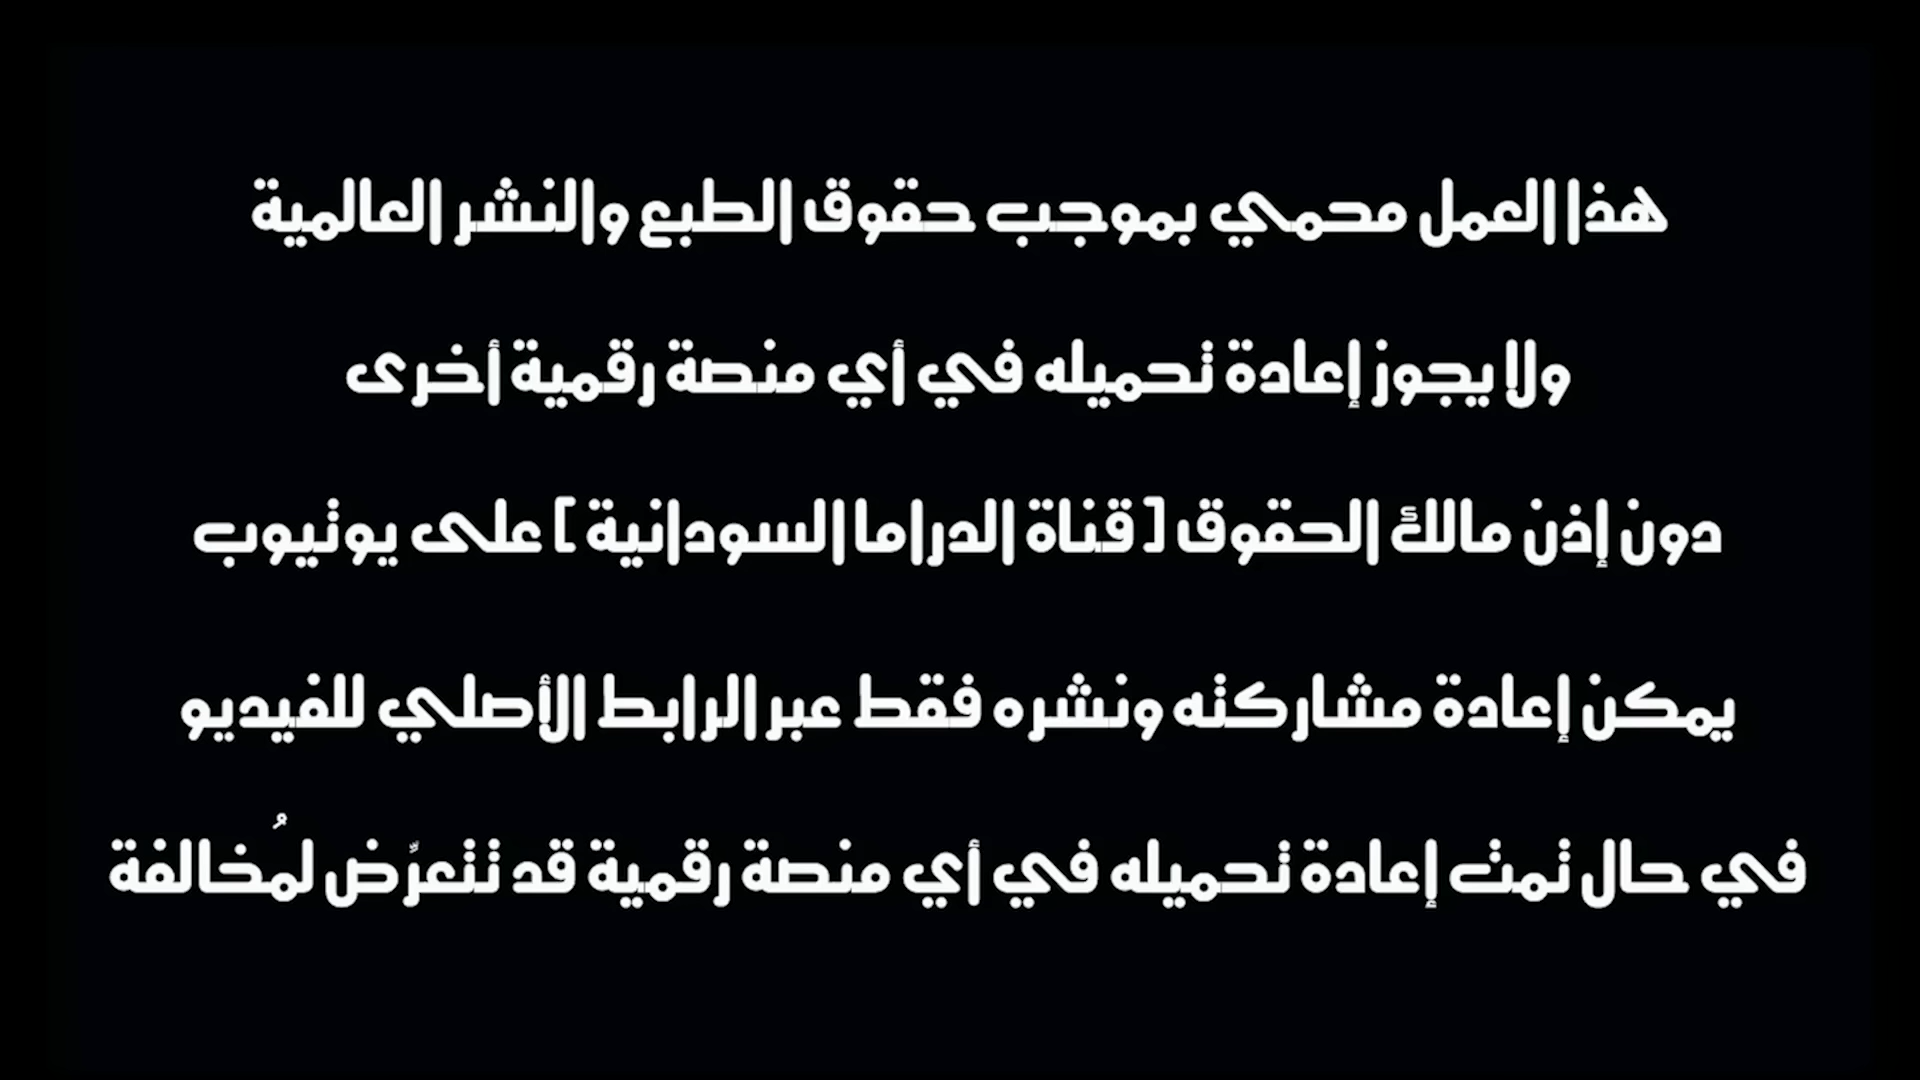 هذا العمل محمي بموجب حقوق الطبع والنشر العالمية
ولا يجوز إعادة تحميله في أي منصة رقمية أخرى
دون إذن مالك الحقوق [ قناة الدراما السودانية ] على يوتيوب
يمكن إعادة مشاركته ونشره فقط عبر الرابط الأصلي للفيديو
في حال تمت إعادة تحميله في أي منصة رقمية قد تتعرّض لمُخالفة